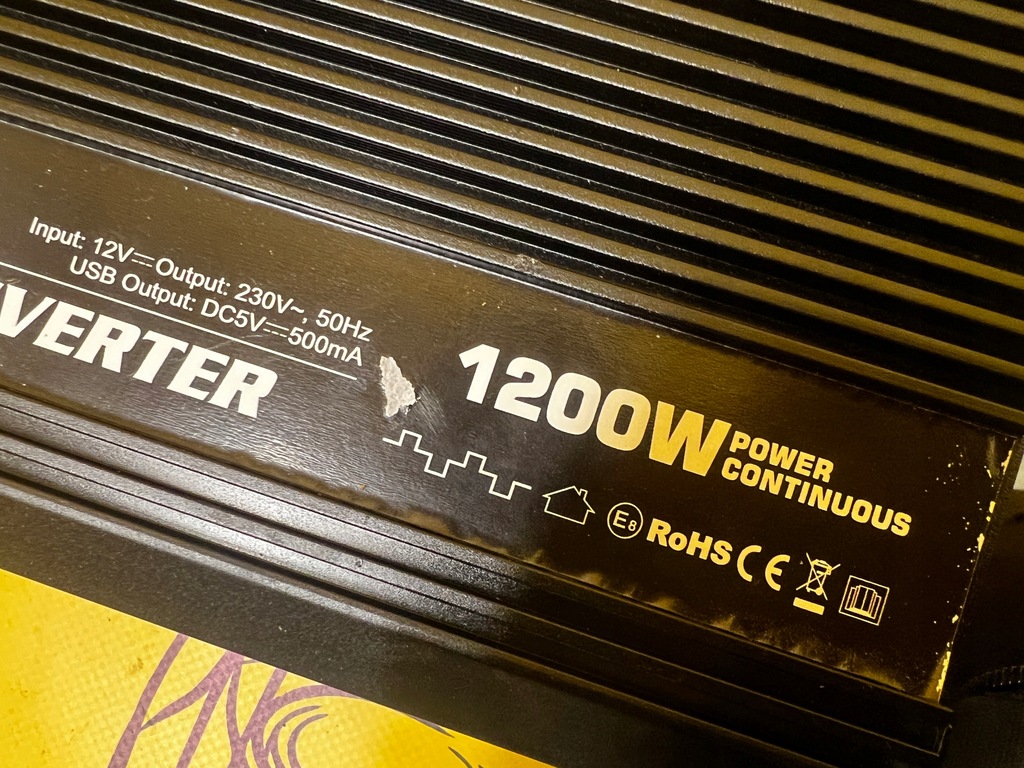 Input: 12V⎓Output: 230V~, 50Hz
USB Output: DC5V⎓500mA
VERTER
1200W POWER
CONTINUOUS
E8 RoHS CE